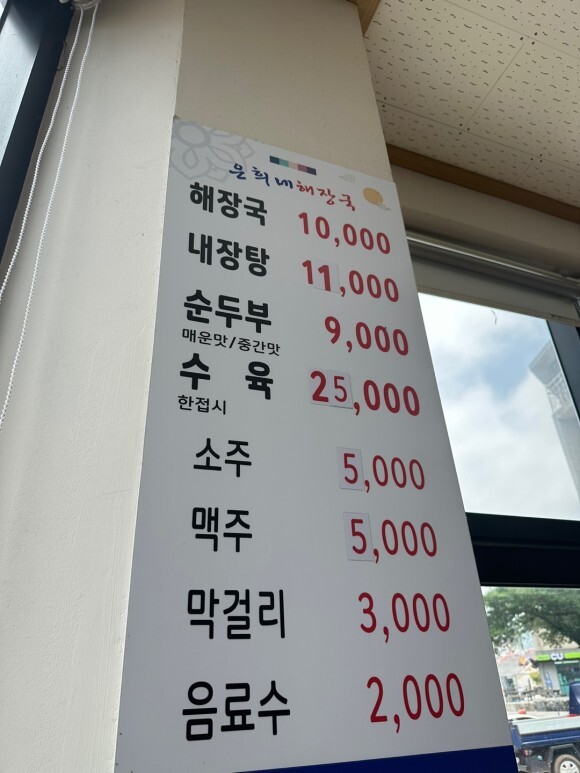 은희네해장국
해장국 10,000
내장탕 11,000
순두부 9,000
매운맛/중간맛
수육 25,000
한접시
소주 5,000
맥주 5,000
막걸리 3,000
음료수 2,000
CU